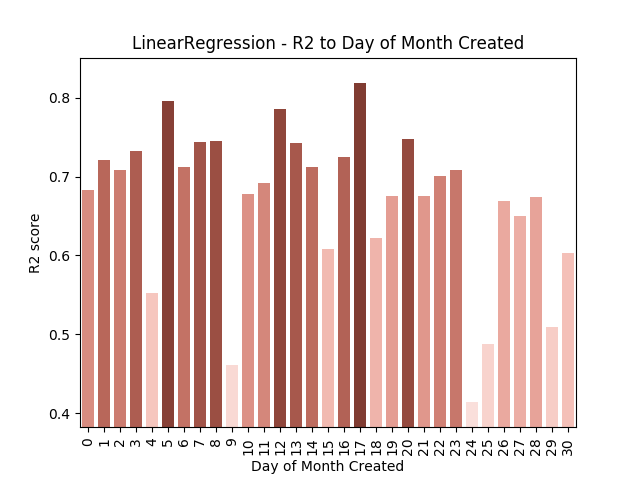 LinearRegression - R2 to Day of Month Created
0.8
0.7
0.6
0.5
0.4
R2 score
0 1 2 3 4 5 6 7 8 9 10 11 12 13 14 15 16 17 18 19 20 21 22 23 24 25 26 27 28 29 30
Day of Month Created